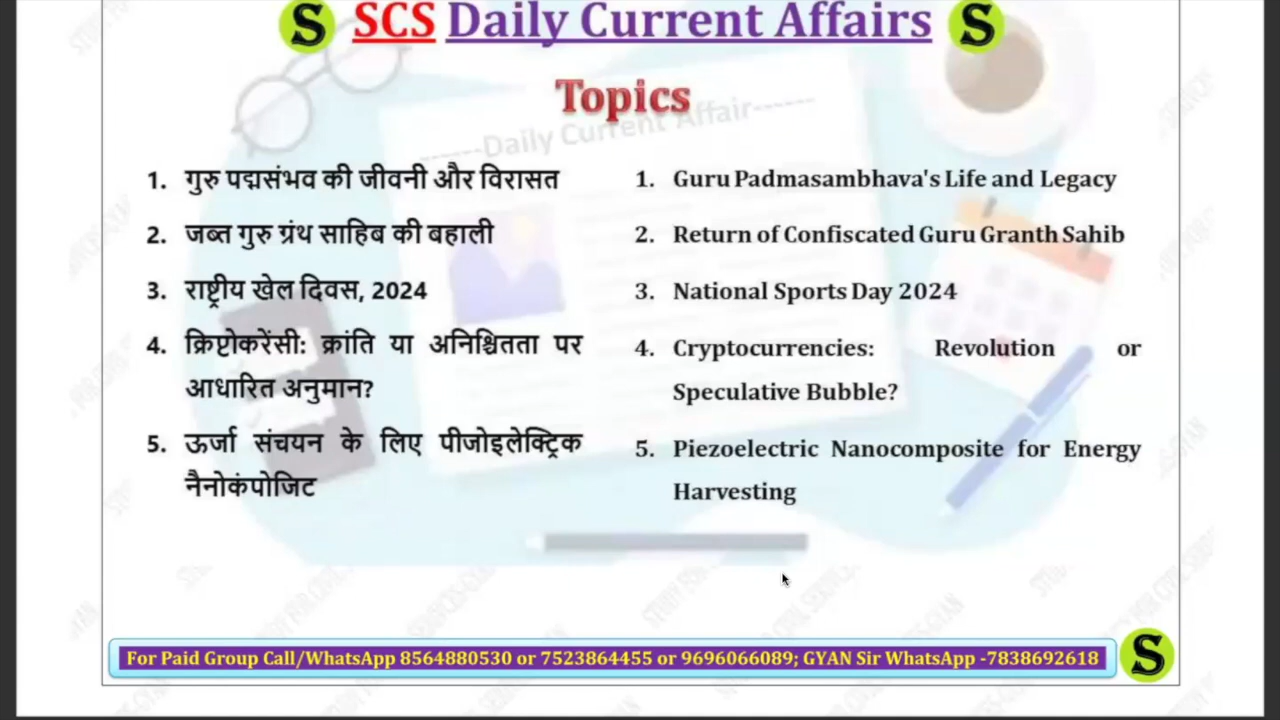 S SCS Daily Current Affairs S
Topics
------Daily Current Affair------
1. गुरु पद्मसंभव की जीवनी और विरासत
2. जब्त गुरु ग्रंथ साहिब की बहाली
3. राष्ट्रीय खेल दिवस, 2024
4. क्रिप्टोकरेंसी: क्रांति या अनिश्चितता पर
आधारित अनुमान?
5. ऊर्जा संचयन के लिए पीजोइलेक्ट्रिक
नैनोकंपोजिट
1. Guru Padmasambhava's Life and Legacy
2. Return of Confiscated Guru Granth Sahib
3. National Sports Day 2024
4. Cryptocurrencies: Revolution or
Speculative Bubble?
5. Piezoelectric Nanocomposite for Energy
Harvesting
For Paid Group Call/WhatsApp 8564880530 or 7523864455 or 9696066089; GYAN Sir WhatsApp -7838692618
S